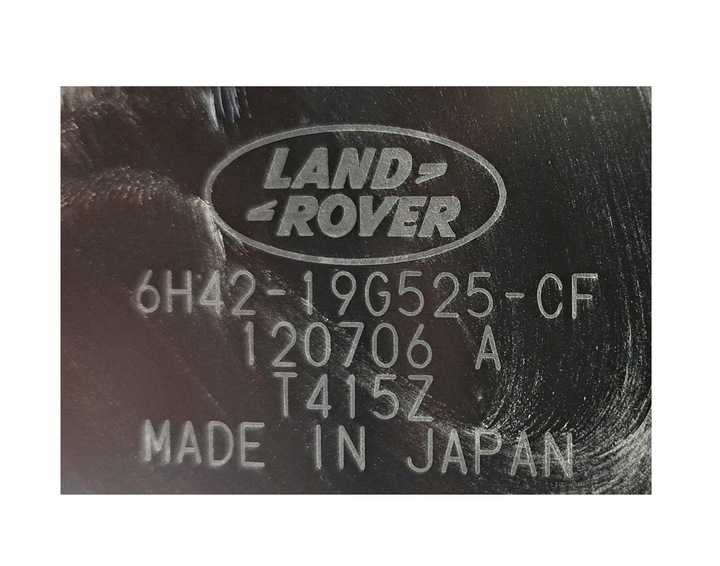 LAND
ROVER
6H42-19G525-CF
120706 A
T415Z
MADE IN JAPAN